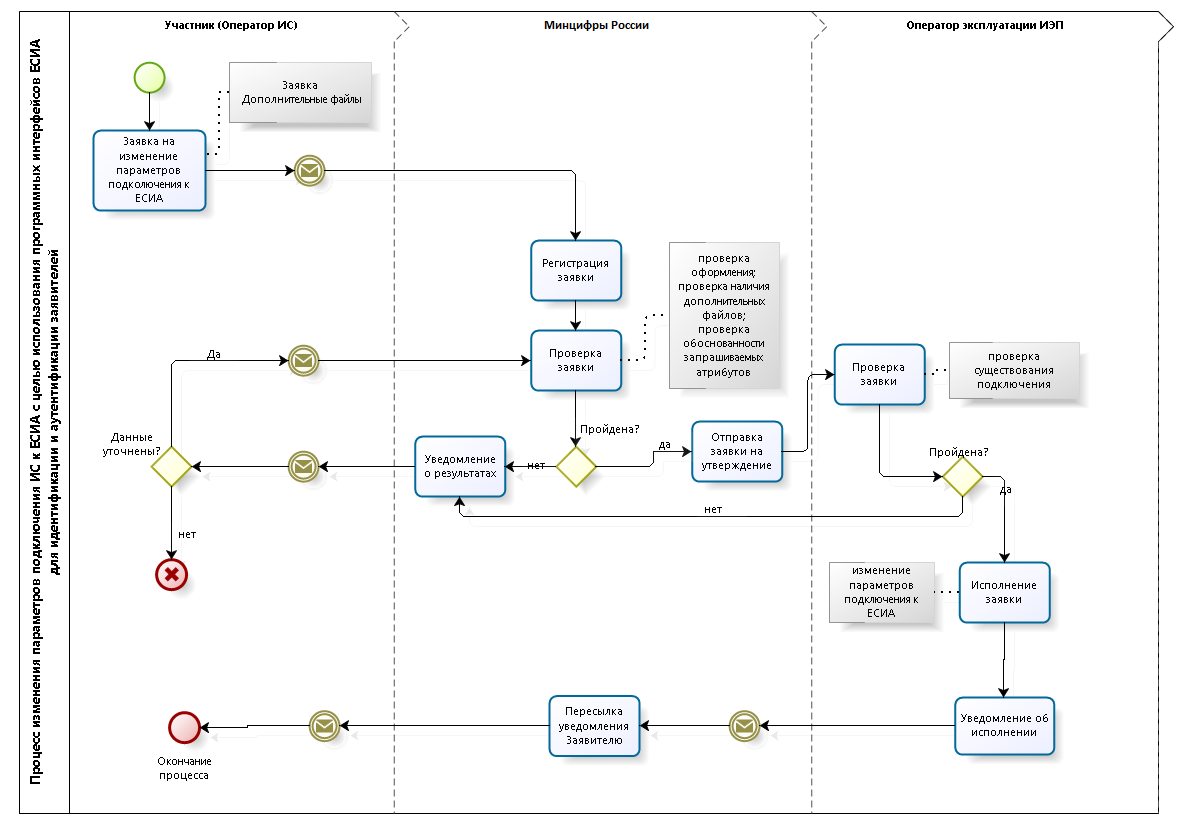 Процесс изменения параметров подключения ИС к ЕСИА с целью использования программных интерфейсов ЕСИА
для идентификации и аутентификации заявителей
Участник (Оператор ИС)
Минцифры России
Оператор эксплуатации ИЭП
Заявка
Дополнительные файлы
Заявка на
изменение
параметров
подколючения к
ЕСИА
Регистрация
заявки
проверка
оформления;
проверка наличия
дополнительных
файлов;
проверка
обоснованности
запрашиваемых
атрибутов
Да
Проверка
заявки
Проверка
заявки
проверка
существования
подключения
Данные
уточнены?
Уведомление
о результатах
нет
Пройдена?
да
Отправка
заявки на
утверждение
Пройдена?
да
нет
нет
изменение
параметров
подключения к
ЕСИА
Исполнение
заявки
Окончание
процесса
Пересылка
уведомления
Заявителю
Уведомление об
исполнении